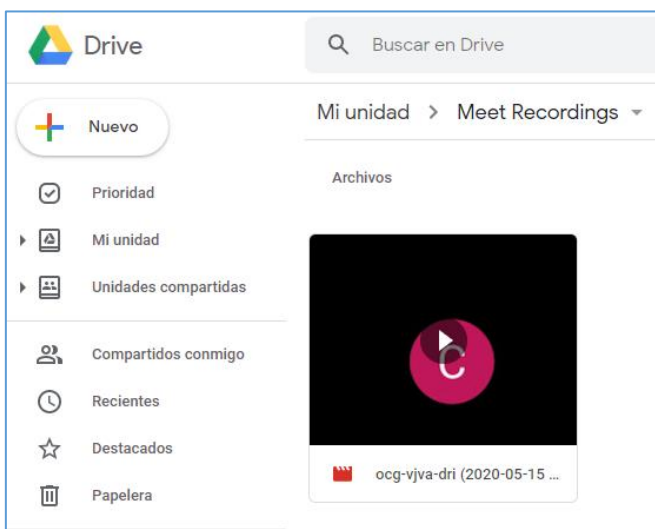 Drive
Buscar en Drive
Nuevo
Mi unidad > Meet Recordings
Archivos
Prioridad
Mi unidad
Unidades compartidas
Compartidos conmigo
Recientes
Destacados
Papelera
C
ocg-vjva-dri (2020-05-15 ...